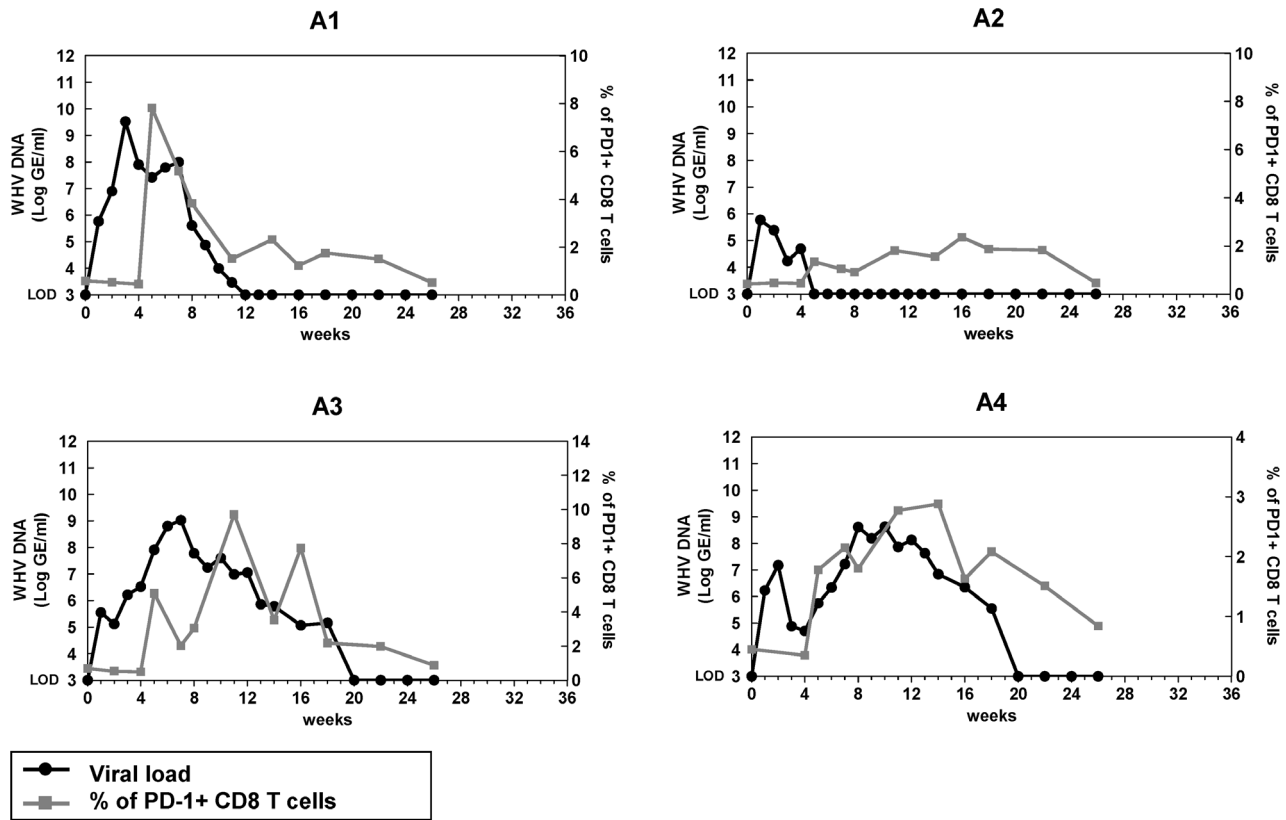 A1
12
11
10
9
8
7
6
5
4
LOD 3
WHV DNA
(Log GE/ml)
10
8
6
4
2
0
% of PD1+ CD8 T cells
0 4 8 12 16 20 24 28 32 36
weeks
A2
12
11
10
9
8
7
6
5
4
LOD 3
WHV DNA
(Log GE/ml)
10
8
6
4
2
0
% of PD1+ CD8 T cells
0 4 8 12 16 20 24 28 32 36
weeks
A3
12
11
10
9
8
7
6
5
4
LOD 3
WHV DNA
(Log GE/ml)
14
12
10
8
6
4
2
0
% of PD1+ CD8 T cells
0 4 8 12 16 20 24 28 32 36
weeks
A4
12
11
10
9
8
7
6
5
4
LOD 3
WHV DNA
(Log GE/ml)
4
3
2
1
0
% of PD1+ CD8 T cells
0 4 8 12 16 20 24 28 32 36
weeks
Viral load
% of PD-1+ CD8 T cells